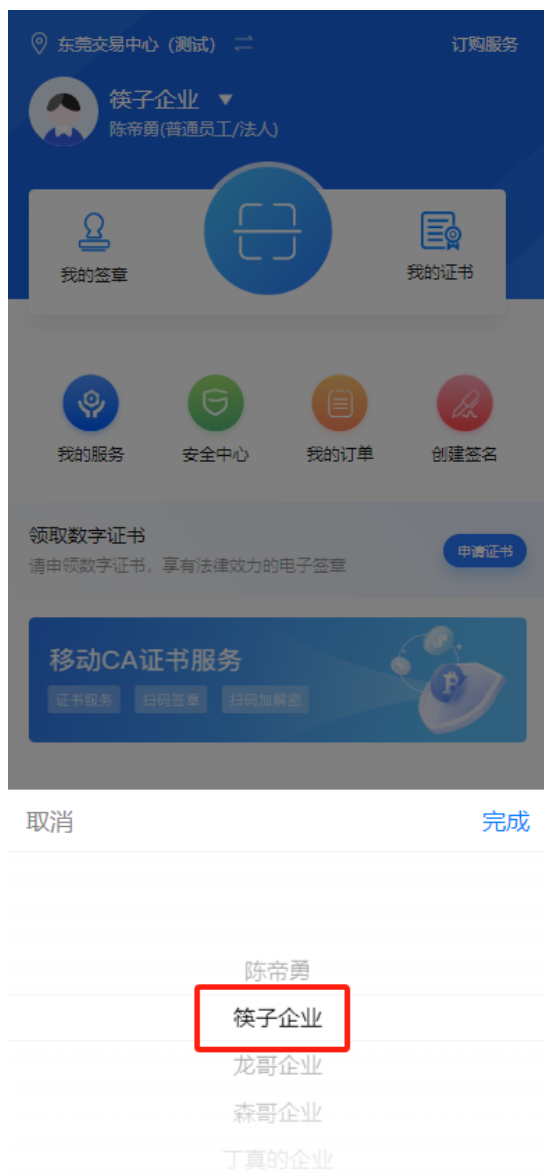 东莞交易中心（测试） 订购服务
筷子企业
陈帝勇(普通员工/法人)
我的签章 我的证书
我的服务 安全中心 我的订单 创建签名
领取数字证书
请申领数字证书，享有法律效力的电子签章 申请证书
移动CA证书服务
证书服务 扫码签章 扫码加解密
取消 完成
陈帝勇
筷子企业
龙哥企业
森哥企业
丁真的企业